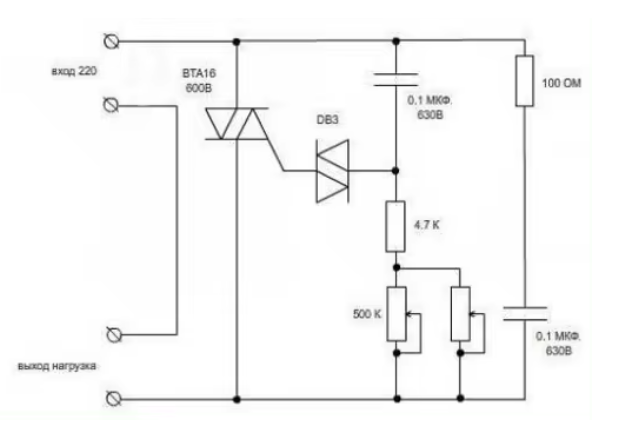 вход 220
BTA16
600В
DB3
0.1 МКФ.
630В
100 ОМ
4.7 К
500 К
0.1 МКФ.
630В
выход нагрузка